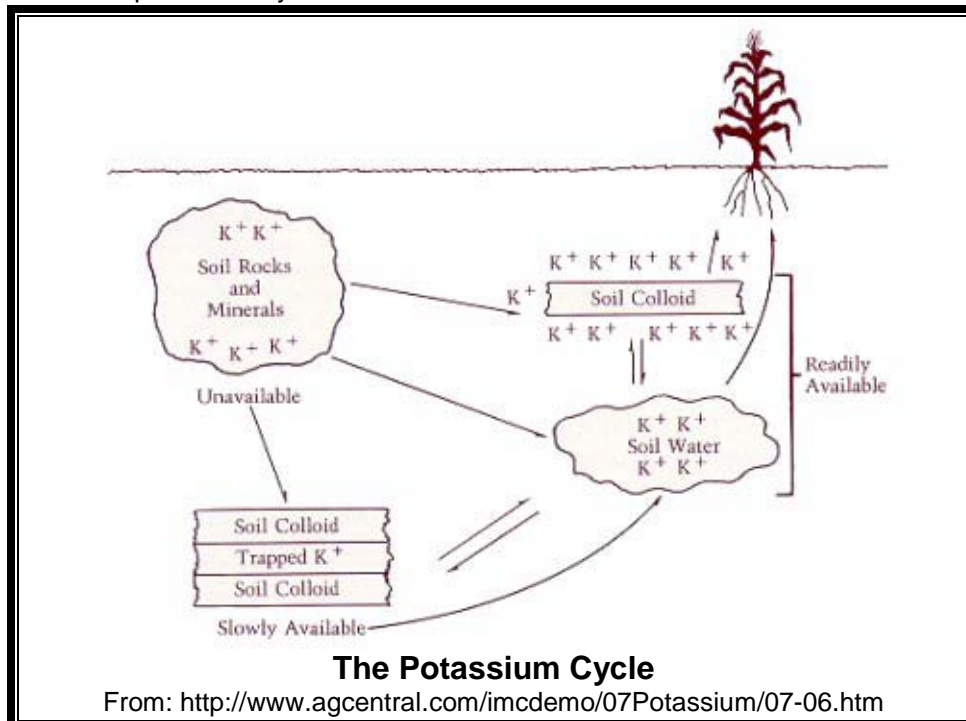 K+ K+
Soil Rocks
and
Minerals
K+ K+ K+
Unavailable
K+ K+ K+ K+ K+
K+ Soil Colloid
K+ K+ K+ K+ K+
Readily
Available
K+ K+
Soil Water
K+ K+
Soil Colloid
Trapped K+
Soil Colloid
Slowly Available
The Potassium Cycle
From: http://www.agcentral.com/imcdemo/07Potassium/07-06.htm